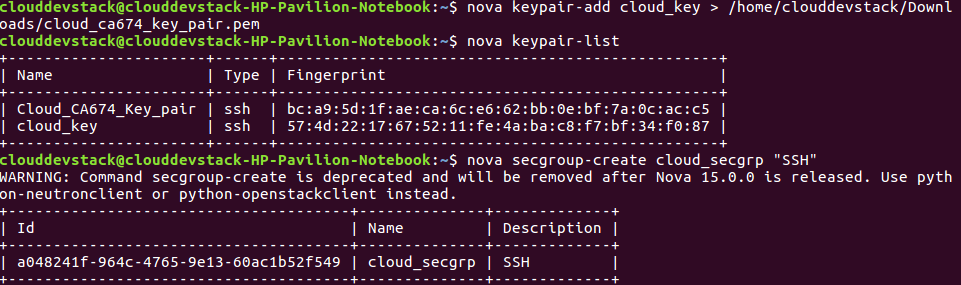 clouddevstack@clouddevstack-HP-Pavilion-Notebook:~$ nova keypair-add cloud_key > /home/clouddevstack/Downl
oads/cloud_ca674_key_pair.pem
clouddevstack@clouddevstack-HP-Pavilion-Notebook:~$ nova keypair-list
+----------------------+------+-------------------------------------------------+
| Name                 | Type | Fingerprint                                     |
+----------------------+------+-------------------------------------------------+
| Cloud_CA674_Key_pair | ssh  | bc:a9:5d:1f:ae:ca:6c:e6:62:bb:0e:bf:7a:0c:ac:c5 |
| cloud_key            | ssh  | 57:4d:22:17:67:52:11:fe:4a:ba:c8:f7:bf:34:f0:87 |
+----------------------+------+-------------------------------------------------+
clouddevstack@clouddevstack-HP-Pavilion-Notebook:~$ nova secgroup-create cloud_secgrp "SSH"
WARNING: Command secgroup-create is deprecated and will be removed after Nova 15.0.0 is released. Use pyth
on-neutronclient or python-openstackclient instead.
+--------------------------------------+--------------+-------------+
| Id                                   | Name         | Description |
+--------------------------------------+--------------+-------------+
| a048241f-964c-4765-9e13-60ac1b52f549 | cloud_secgrp | SSH         |
+--------------------------------------+--------------+-------------+